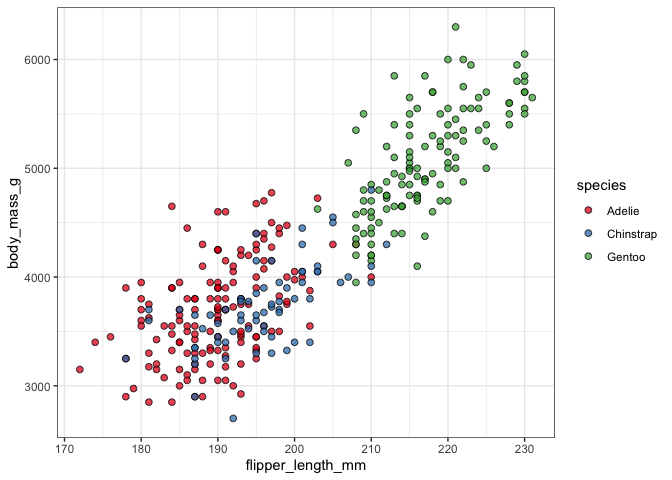 6000
5000
4000
3000
body_mass_g
170
180
190
200
210
220
230
flipper_length_mm
species
Adelie
Chinstrap
Gentoo